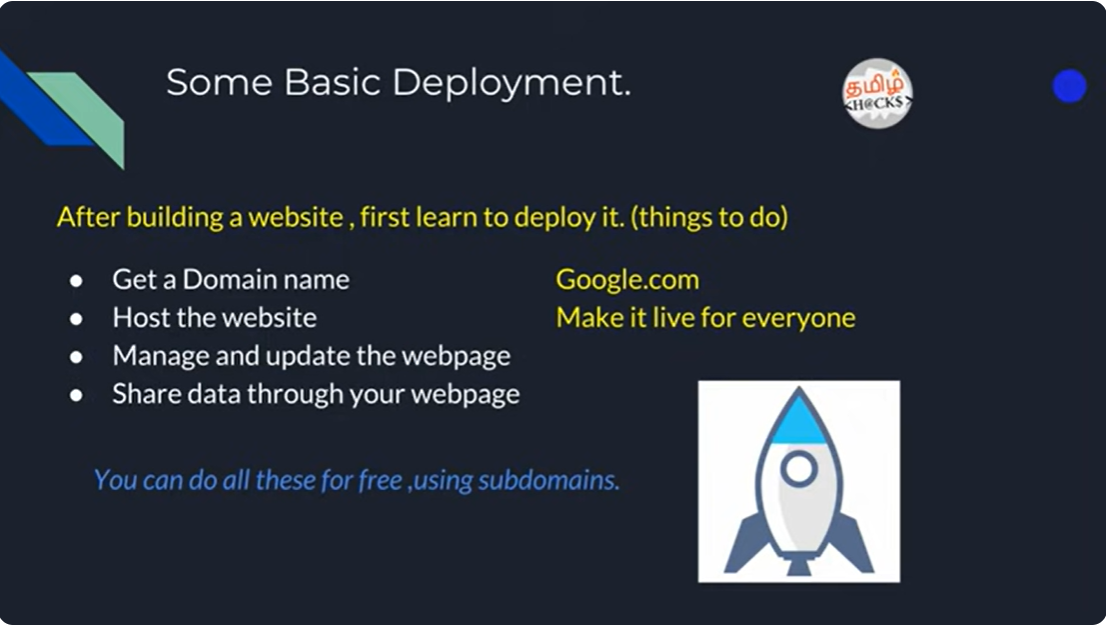 Some Basic Deployment.
தமிழ்
<H@CK$>
After building a website , first learn to deploy it. (things to do)
● Get a Domain name Google.com
● Host the website Make it live for everyone
● Manage and update the webpage
● Share data through your webpage
You can do all these for free ,using subdomains.